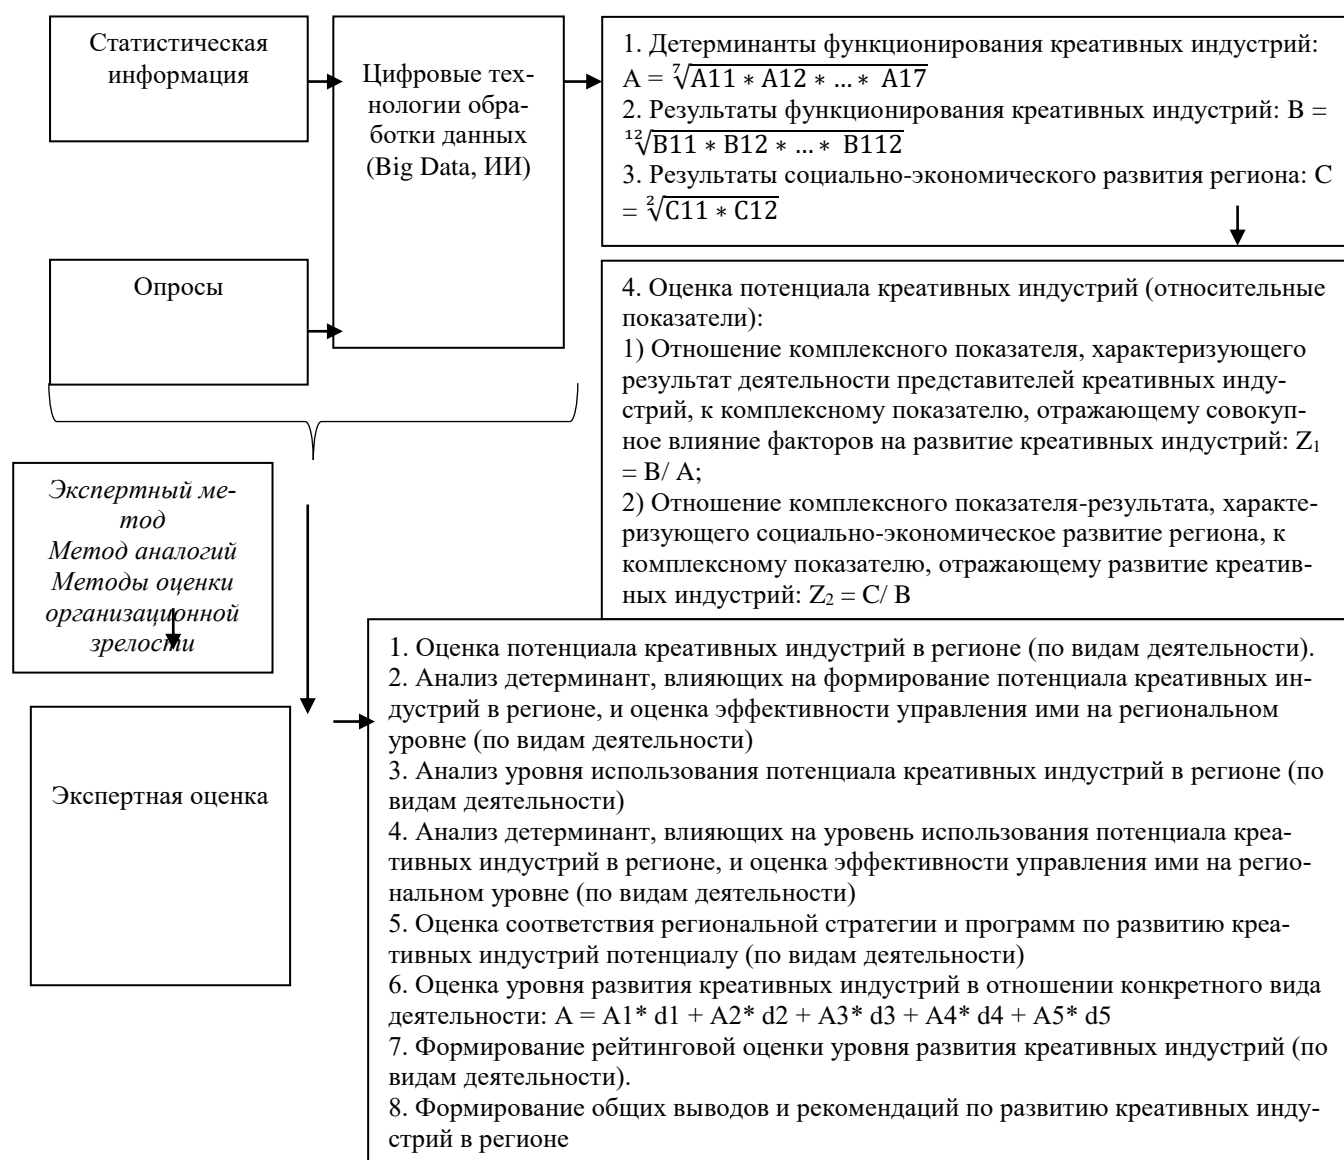 Статистическая
информация
Цифровые тех-
нологии обра-
ботки данных
(Big Data, ИИ)
1. Детерминанты функционирования креативных индустрий:
A = ⁷√A11 ∗ A12 ∗ ...∗ A17
2. Результаты функционирования креативных индустрий: B =
¹²√B11 ∗ B12 ∗ ...∗ B112
3. Результаты социально-экономического развития региона: C
= ²√C11 ∗ C12
Опросы
4. Оценка потенциала креативных индустрий (относительные
показатели):
1) Отношение комплексного показателя, характеризующего
результат деятельности представителей креативных инду-
стрий, к комплексному показателю, отражающему совокуп-
ное влияние факторов на развитие креативных индустрий: Z₁
= B/ A;
2) Отношение комплексного показателя-результата, характе-
ризующего социально-экономическое развитие региона, к
комплексному показателю, отражающему развитие креатив-
ных индустрий: Z₂ = C/ B
Экспертный ме-
тод
Метод аналогий
Методы оценки
организационной
зрелости
1. Оценка потенциала креативных индустрий в регионе (по видам деятельности).
2. Анализ детерминант, влияющих на формирование потенциала креативных ин-
дустрий в регионе, и оценка эффективности управления ими на региональном
уровне (по видам деятельности)
3. Анализ уровня использования потенциала креативных индустрий в регионе (по
видам деятельности)
4. Анализ детерминант, влияющих на уровень использования потенциала креа-
тивных индустрий в регионе, и оценка эффективности управления ими на регио-
нальном уровне (по видам деятельности)
5. Оценка соответствия региональной стратегии и программ по развитию креа-
тивных индустрий потенциалу (по видам деятельности)
6. Оценка уровня развития креативных индустрий в отношении конкретного вида
деятельности: A = A1* d1 + A2* d2 + A3* d3 + A4* d4 + A5* d5
7. Формирование рейтинговой оценки уровня развития креативных индустрий (по
видам деятельности).
8. Формирование общих выводов и рекомендаций по развитию креативных инду-
стрий в регионе
Экспертная оценка